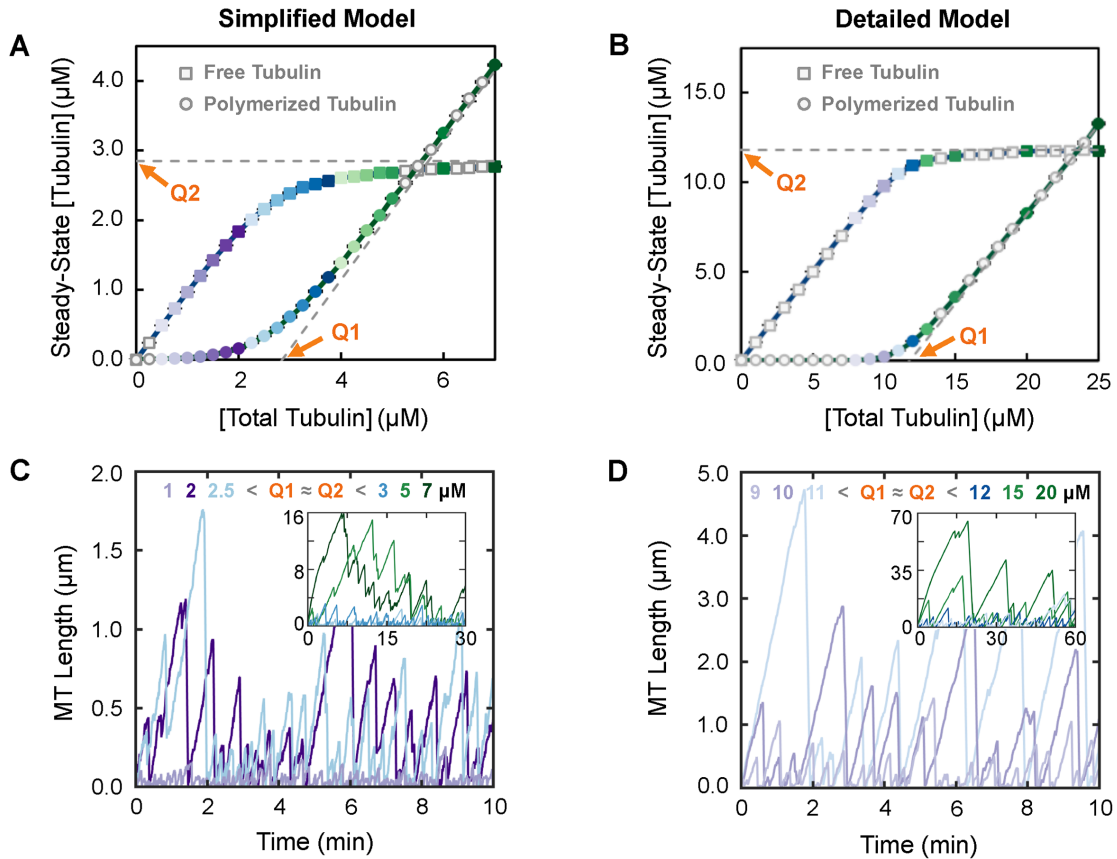 Simplified Model
Detailed Model
A
Steady-State [Tubulin] (µM)
4.0
3.0
2.0
1.0
0.0
Free Tubulin
Polymerized Tubulin
Q2
Q1
0 2 4 6
[Total Tubulin] (µM)
B
Steady-State [Tubulin] (µM)
15.0
10.0
5.0
0.0
Free Tubulin
Polymerized Tubulin
Q2
Q1
0 5 10 15 20 25
[Total Tubulin] (µM)
C
MT Length (µm)
2.0
1.5
1.0
0.5
0.0
1 2 2.5 < Q1 ≈ Q2 < 3 5 7 µM
16
8
0
0 15 30
0 2 4 6 8 10
Time (min)
D
MT Length (µm)
5.0
4.0
3.0
2.0
1.0
0.0
9 10 11 < Q1 ≈ Q2 < 12 15 20 µM
70
35
0
0 30 60
0 2 4 6 8 10
Time (min)